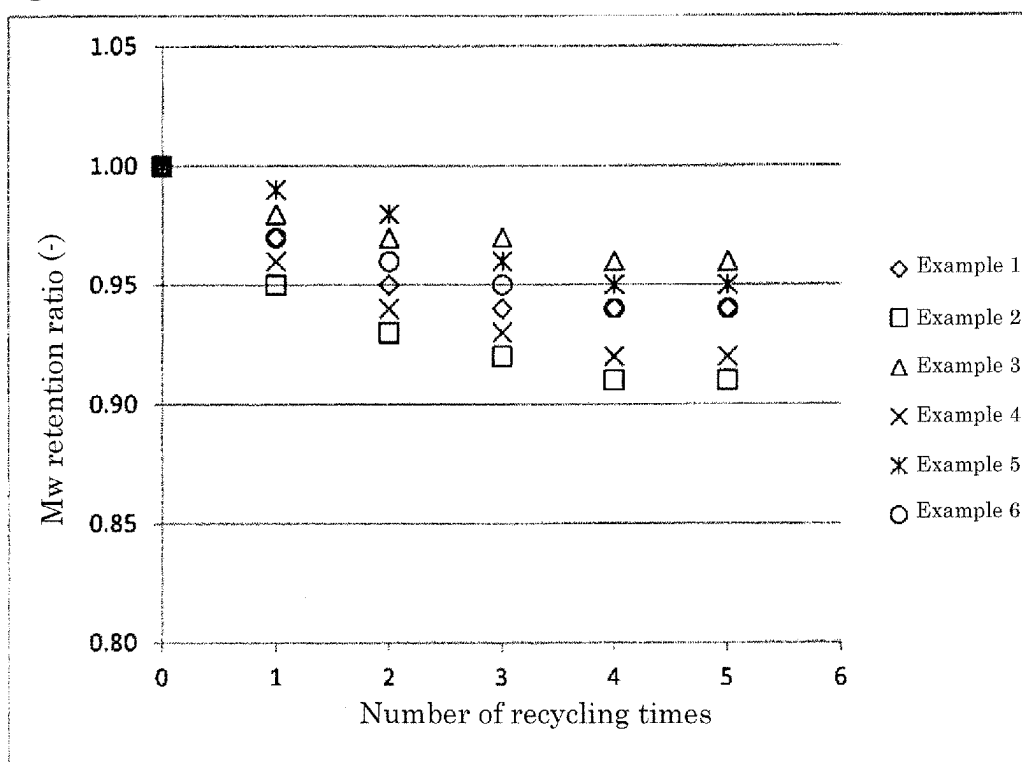 1.05
1.00
0.95
0.90
0.85
0.80
0 1 2 3 4 5 6
Mw retention ratio (-)
Number of recycling times
Example 1
Example 2
Example 3
Example 4
Example 5
Example 6